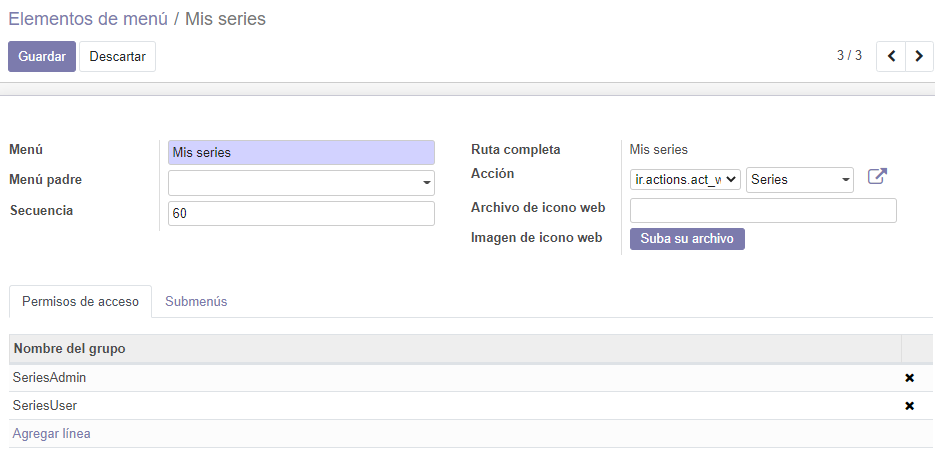 Elementos de menú / Mis series
Guardar Descartar 3 / 3
Menú Mis series
Menú padre
Secuencia 60
Ruta completa Mis series
Acción ir.actions.act_w Series
Archivo de icono web
Imagen de icono web Suba su archivo
Permisos de acceso Submenús
Nombre del grupo
SeriesAdmin
SeriesUser
Agregar línea